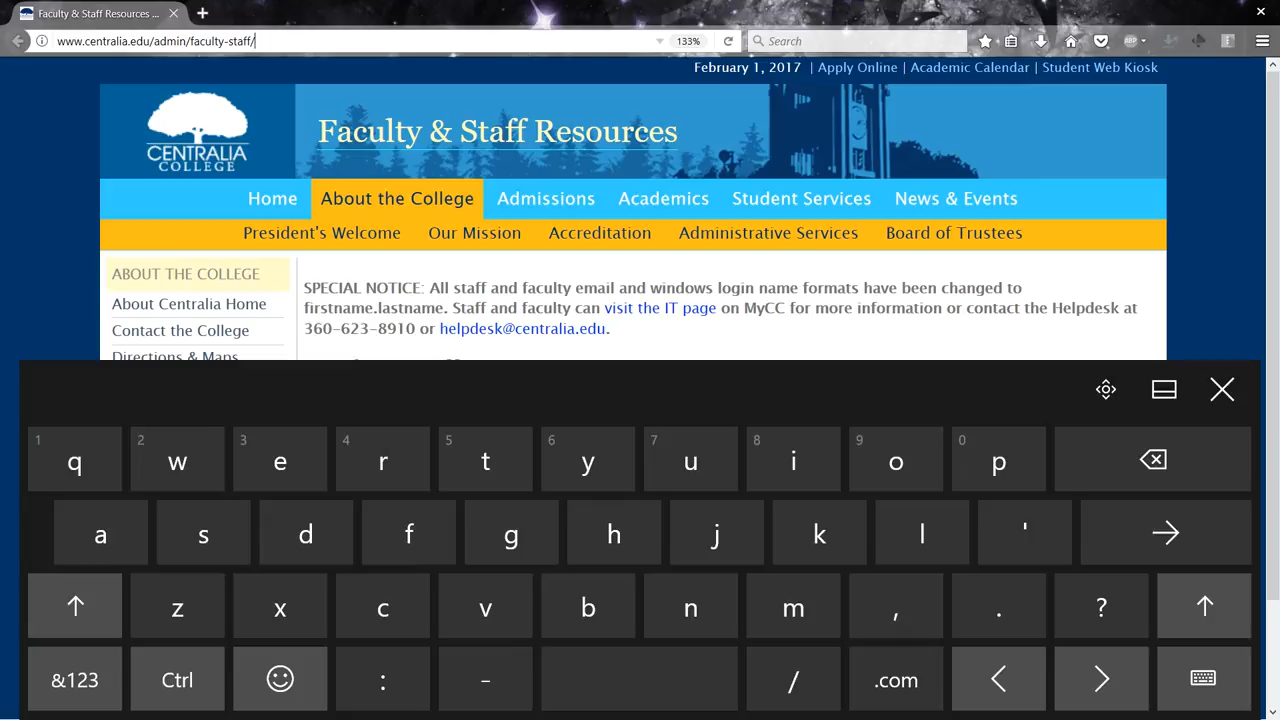 Faculty & Staff Resources ...
www.centralia.edu/admin/faculty-staff/
133%
Search
February 1, 2017 | Apply Online | Academic Calendar | Student Web Kiosk
CENTRALIA
COLLEGE
Faculty & Staff Resources
Home About the College Admissions Academics Student Services News & Events
President's Welcome Our Mission Accreditation Administrative Services Board of Trustees
ABOUT THE COLLEGE
About Centralia Home
Contact the College
Directions & Maps
SPECIAL NOTICE: All staff and faculty email and windows login name formats have been changed to
firstname.lastname. Staff and faculty can visit the IT page on MyCC for more information or contact the Helpdesk at
360-623-8910 or helpdesk@centralia.edu.
1 2 3 4 5 6 7 8 9 0
q w e r t y u i o p
a s d f g h j k l '
z x c v b n m , . ?
&123 Ctrl : - / .com